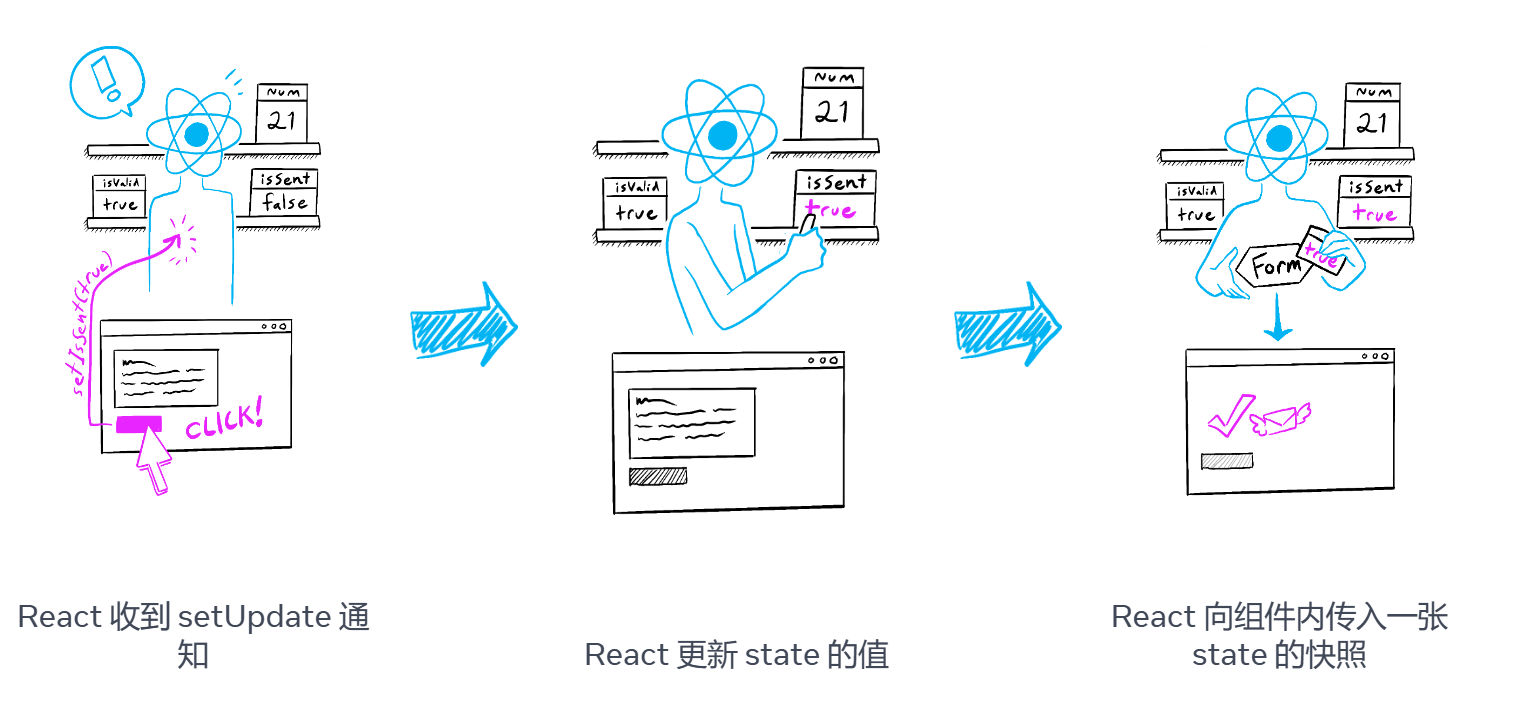 !
Num
21
isValid
true
isSent
false
setIsSent(true)
CLICK!
React 收到 setUpdate 通
知
Num
21
isValid
true
isSent
true
React 更新 state 的值
Num
21
isValid
true
isSent
true
Form
true
React 向组件内传入一张
state 的快照